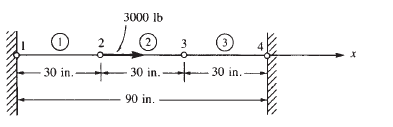 3000 lb
1 ① 2 ② 3 ③ 4 x
30 in. 30 in. 30 in.
90 in.